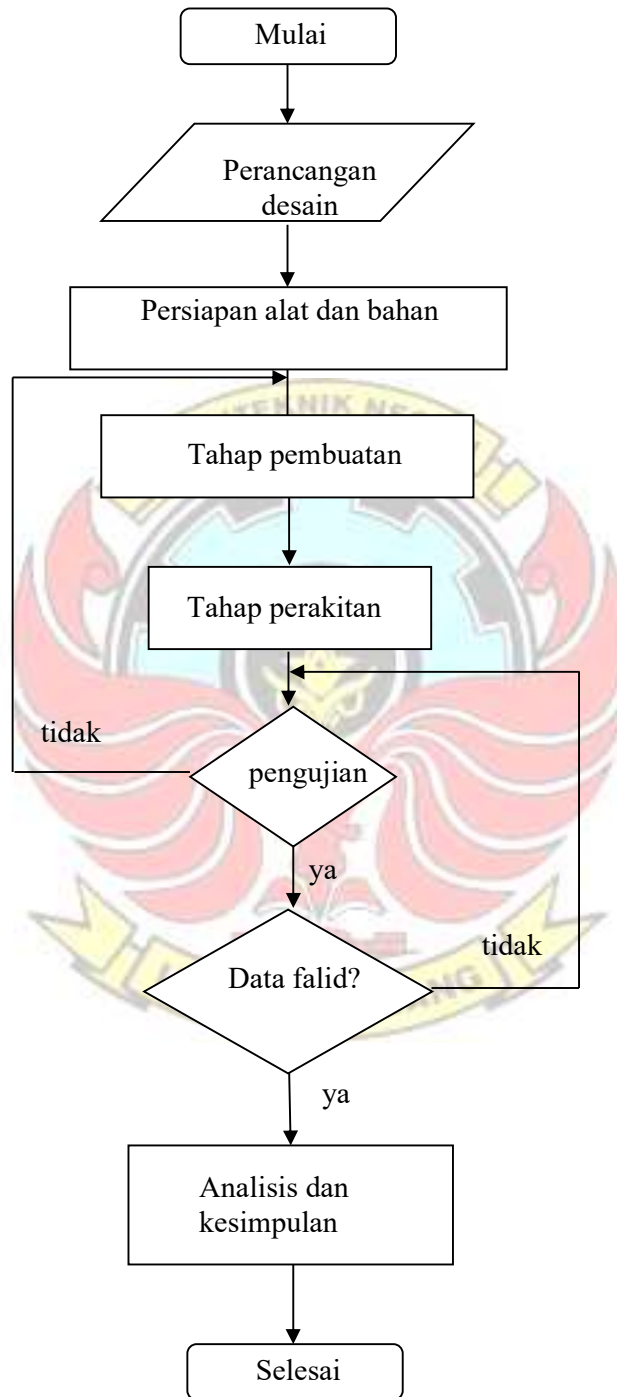 Mulai
Perancangan
desain
Persiapan alat dan bahan
Tahap pembuatan
Tahap perakitan
tidak
pengujian
ya
tidak
Data falid?
ya
Analisis dan
kesimpulan
Selesai